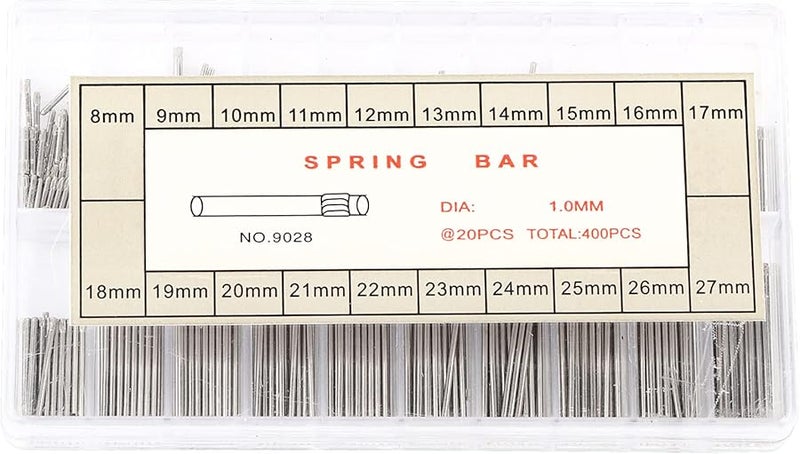 8mm 9mm 10mm 11mm 12mm 13mm 14mm 15mm 16mm 17mm
SPRING BAR
DIA: 1.0MM
NO.9028
@20PCS TOTAL:400PCS
18mm 19mm 20mm 21mm 22mm 23mm 24mm 25mm 26mm 27mm